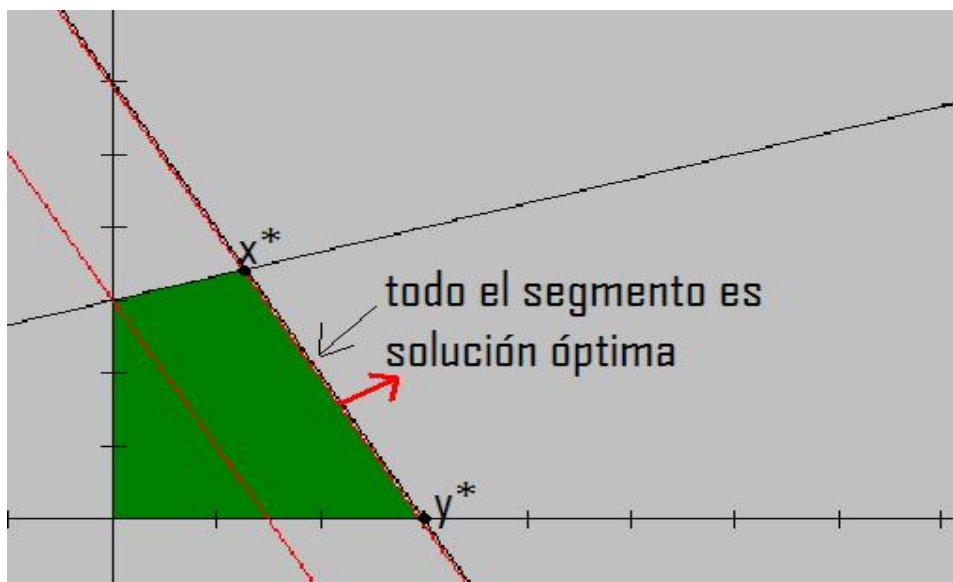 x*
todo el segmento es
solución óptima
y*